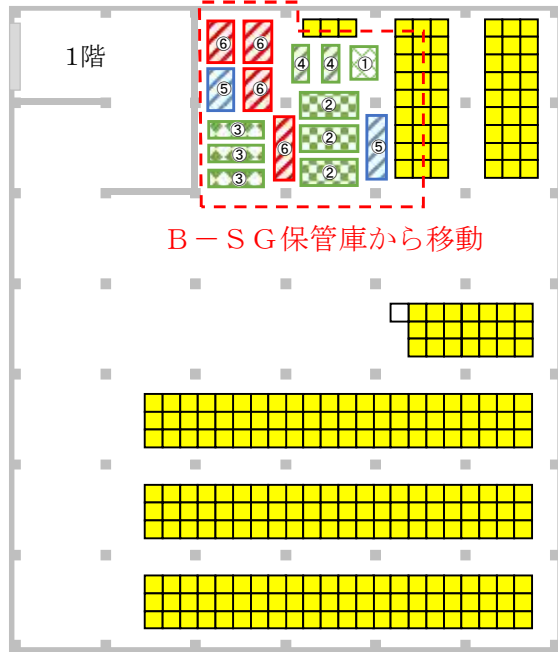 1階
⑥ ⑥ ④ ④ ①
⑤ ⑥ ②
③ ⑥ ② ⑤
③
③ ②
B－SG保管庫から移動